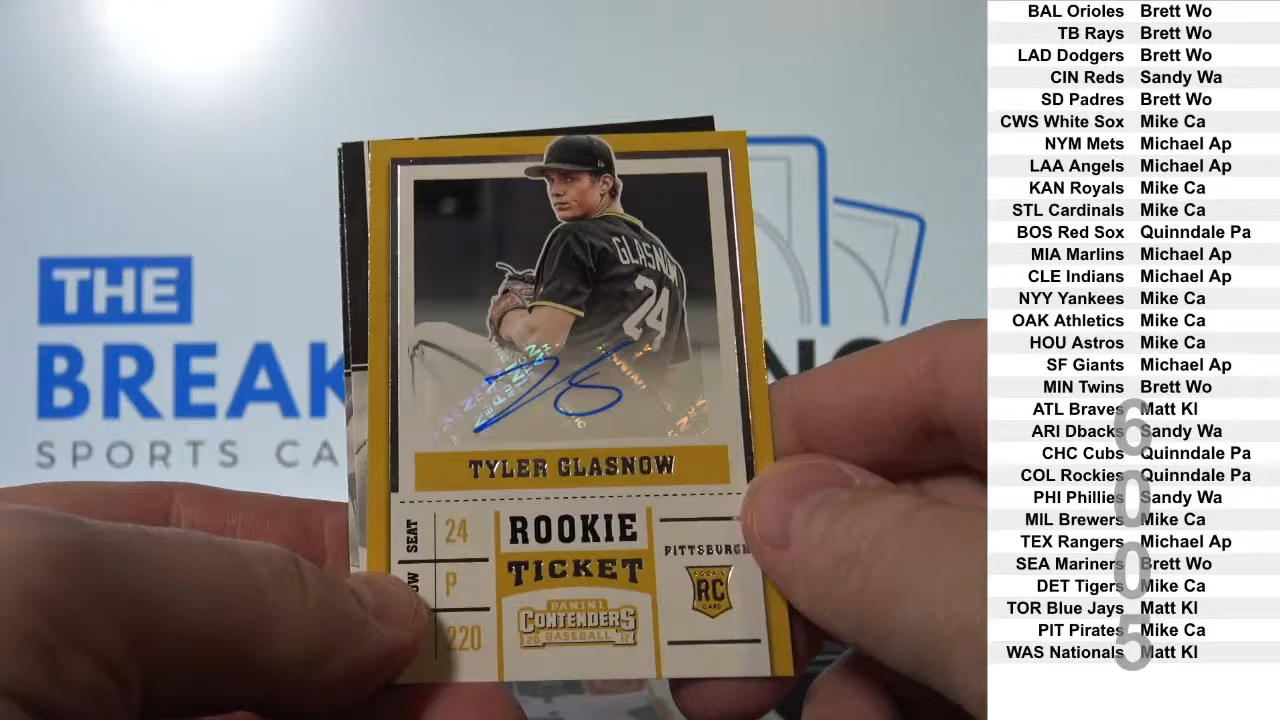 THE
BREAK
SPORTS CA
GLASNOW
24
TYLER GLASNOW
SEAT
24
ROOKIE
PITTSBURGH
P
TICKET
RC
220
PANINI
CONTENDERS
2017
BASEBALL
BAL Orioles Brett Wo
TB Rays Brett Wo
LAD Dodgers Brett Wo
CIN Reds Sandy Wa
SD Padres Brett Wo
CWS White Sox Mike Ca
NYM Mets Michael Ap
LAA Angels Michael Ap
KAN Royals Mike Ca
STL Cardinals Mike Ca
BOS Red Sox Quinndale Pa
MIA Marlins Michael Ap
CLE Indians Michael Ap
NYY Yankees Mike Ca
OAK Athletics Mike Ca
HOU Astros Mike Ca
SF Giants Michael Ap
MIN Twins Brett Wo
ATL Braves Matt Kl
ARI Dbacks Sandy Wa
CHC Cubs Quinndale Pa
COL Rockies Quinndale Pa
PHI Phillies Sandy Wa
MIL Brewers Mike Ca
TEX Rangers Michael Ap
SEA Mariners Brett Wo
DET Tigers Mike Ca
TOR Blue Jays Matt Kl
PIT Pirates Mike Ca
WAS Nationals Matt Kl
6005